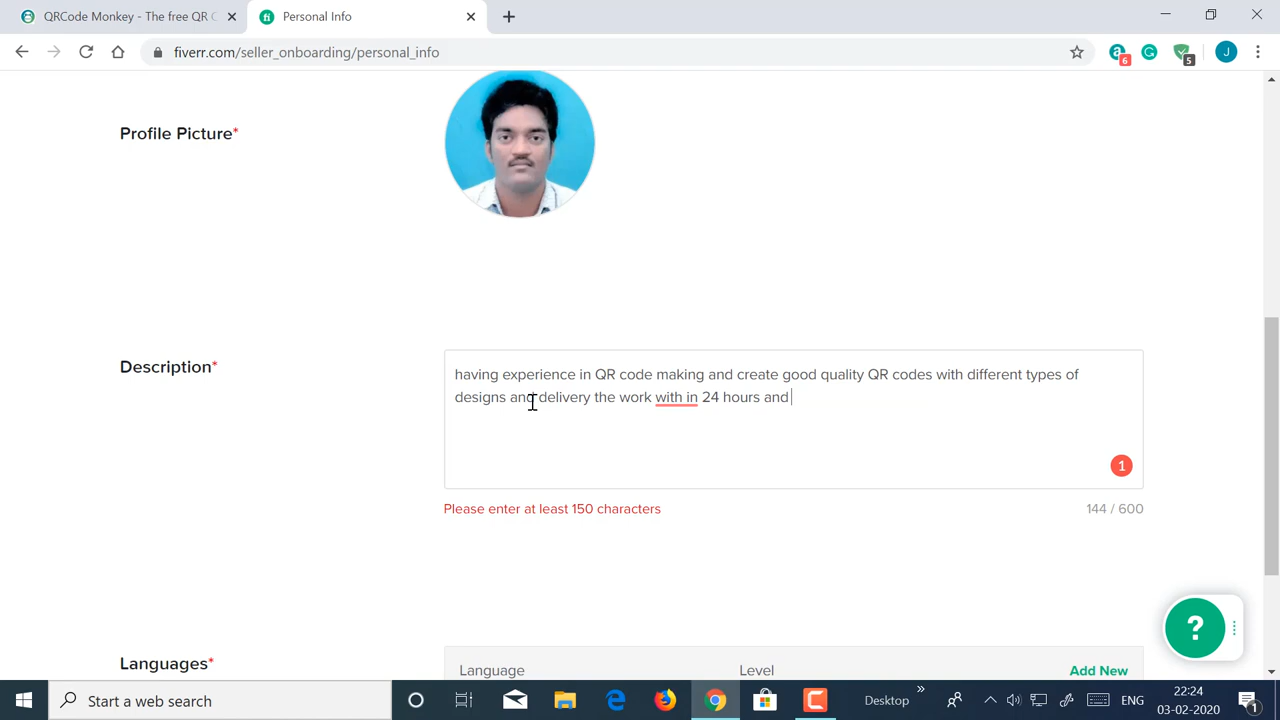 QRCode Monkey - The free QR C
Personal Info
fiverr.com/seller_onboarding/personal_info
6
5
J
Profile Picture*
Description*
having experience in QR code making and create good quality QR codes with different types of
designs and delivery the work with in 24 hours and
1
Please enter at least 150 characters
144 / 600
?
Languages*
Language
Level
Add New
Start a web search
Desktop
ENG
22:24
03-02-2020
1